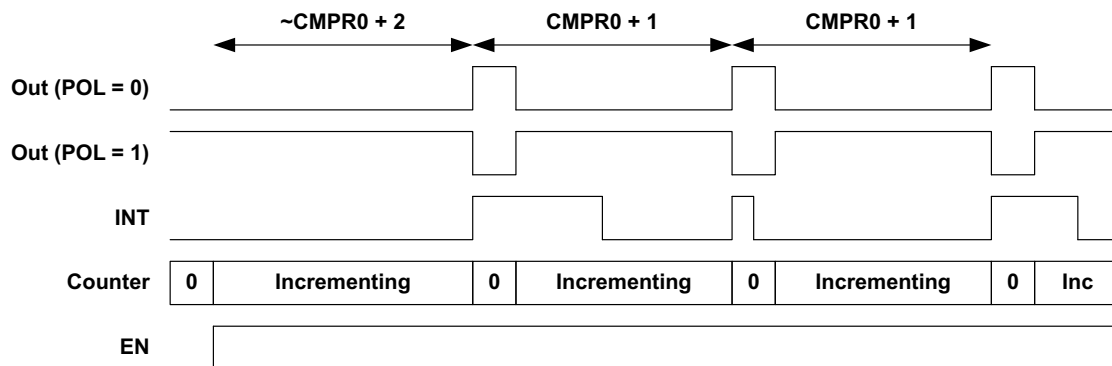 ~CMPR0 + 2 CMPR0 + 1 CMPR0 + 1
Out (POL = 0)
Out (POL = 1)
INT
Counter 0 Incrementing 0 Incrementing 0 Incrementing 0 Inc
EN